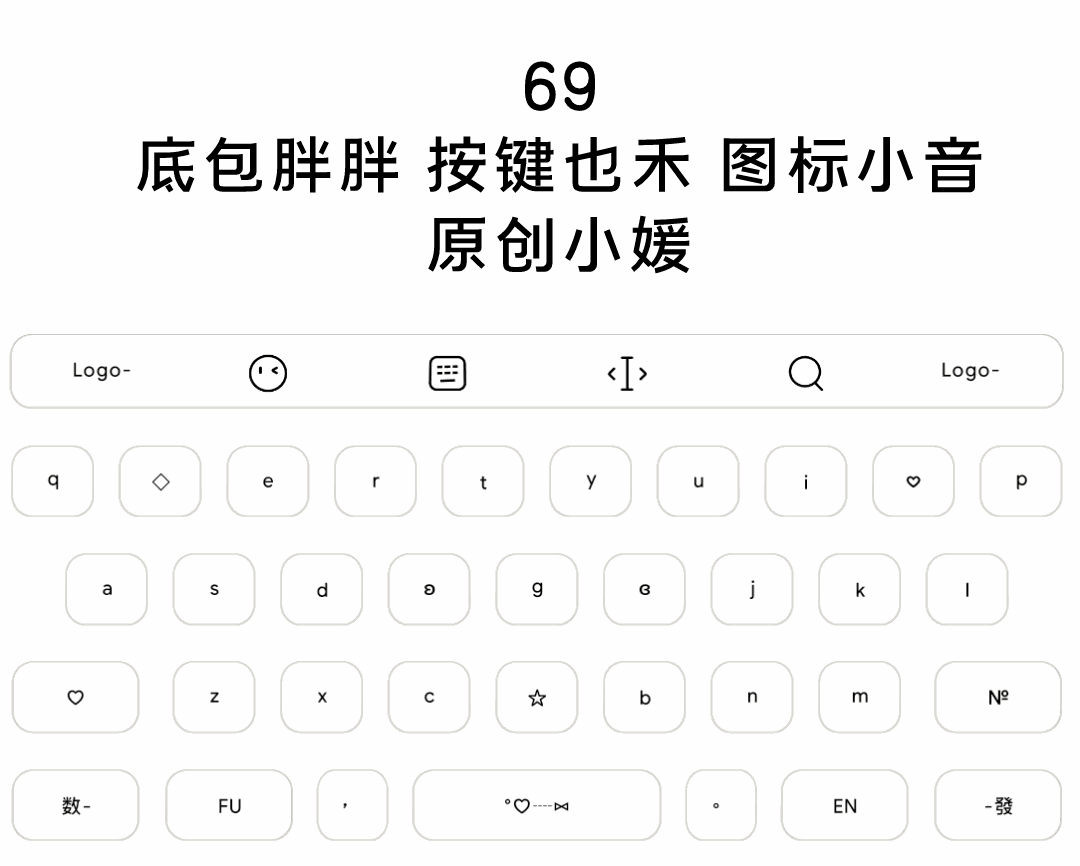 69
底包胖胖 按键也禾 图标小音
原创小媛
Logo- Logo-
q ◇ e r t y u i ♡ p
a s d ʚ g ɞ j k l
♡ z x c ☆ b n m №
数- FU , °♡┈⋈ 。 EN -發